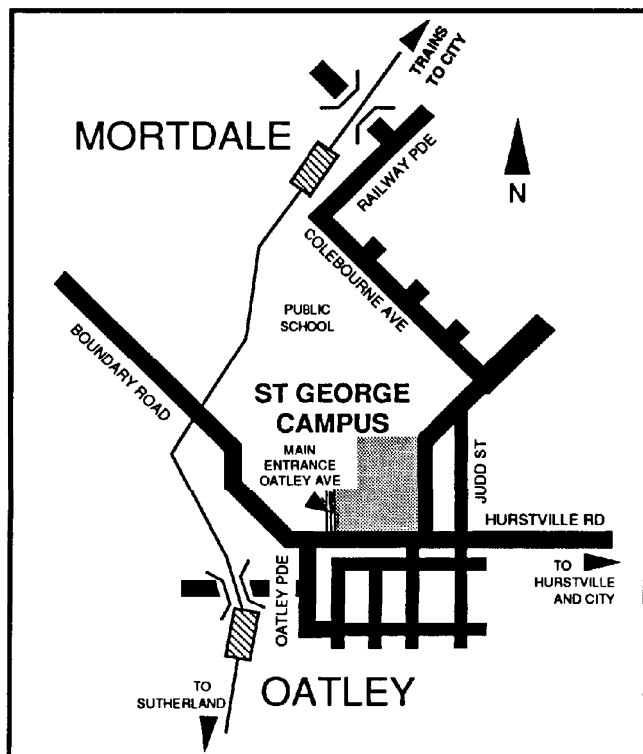 TRAINS
TO CITY
MORTDALE
RAILWAY PDE
N
COLEBOURNE AVE
PUBLIC
SCHOOL
BOUNDARY ROAD
ST GEORGE
CAMPUS
MAIN
ENTRANCE
OATLEY AVE
JUDD ST
HURSTVILLE RD
OATLEY PDE
TO
HURSTVILLE
AND CITY
OATLEY
TO
SUTHERLAND